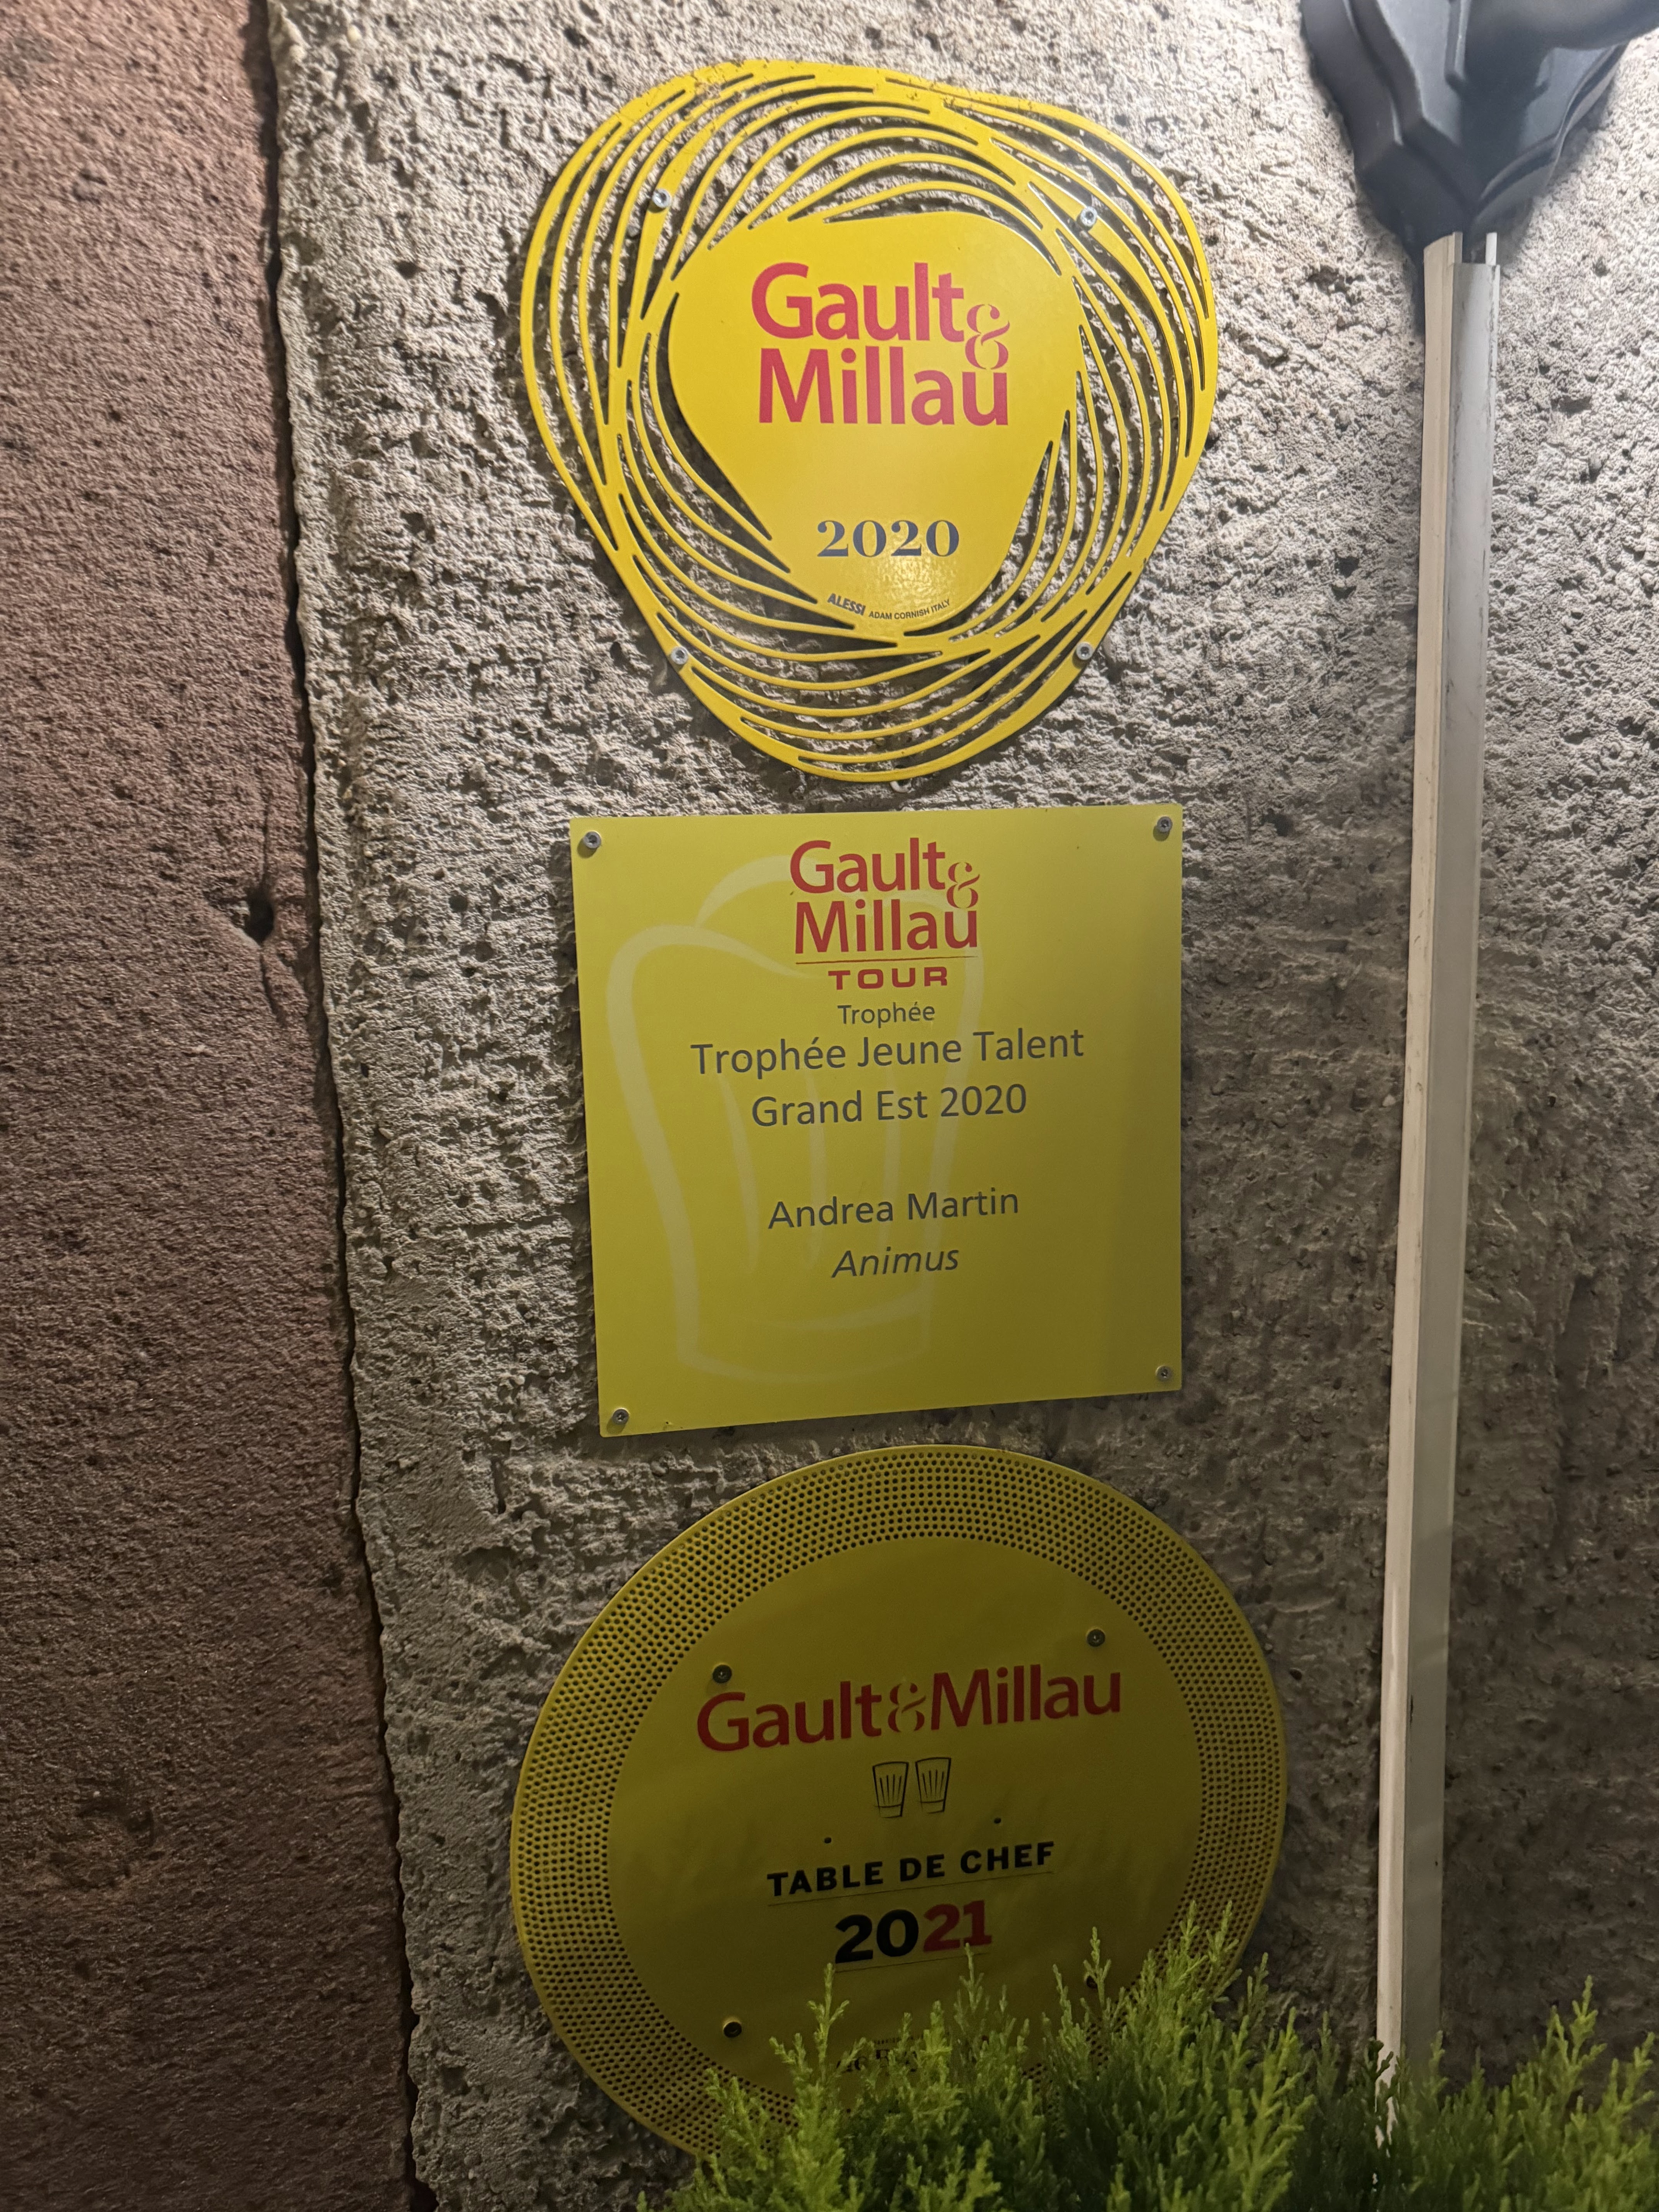 Gault&
Millau
2020
ALESSI ADAM CORNISH ITALY
Gault&
Millau
TOUR
Trophée
Trophée Jeune Talent
Grand Est 2020
Andrea Martin
Animus
Gault&Millau
TABLE DE CHEF
2021